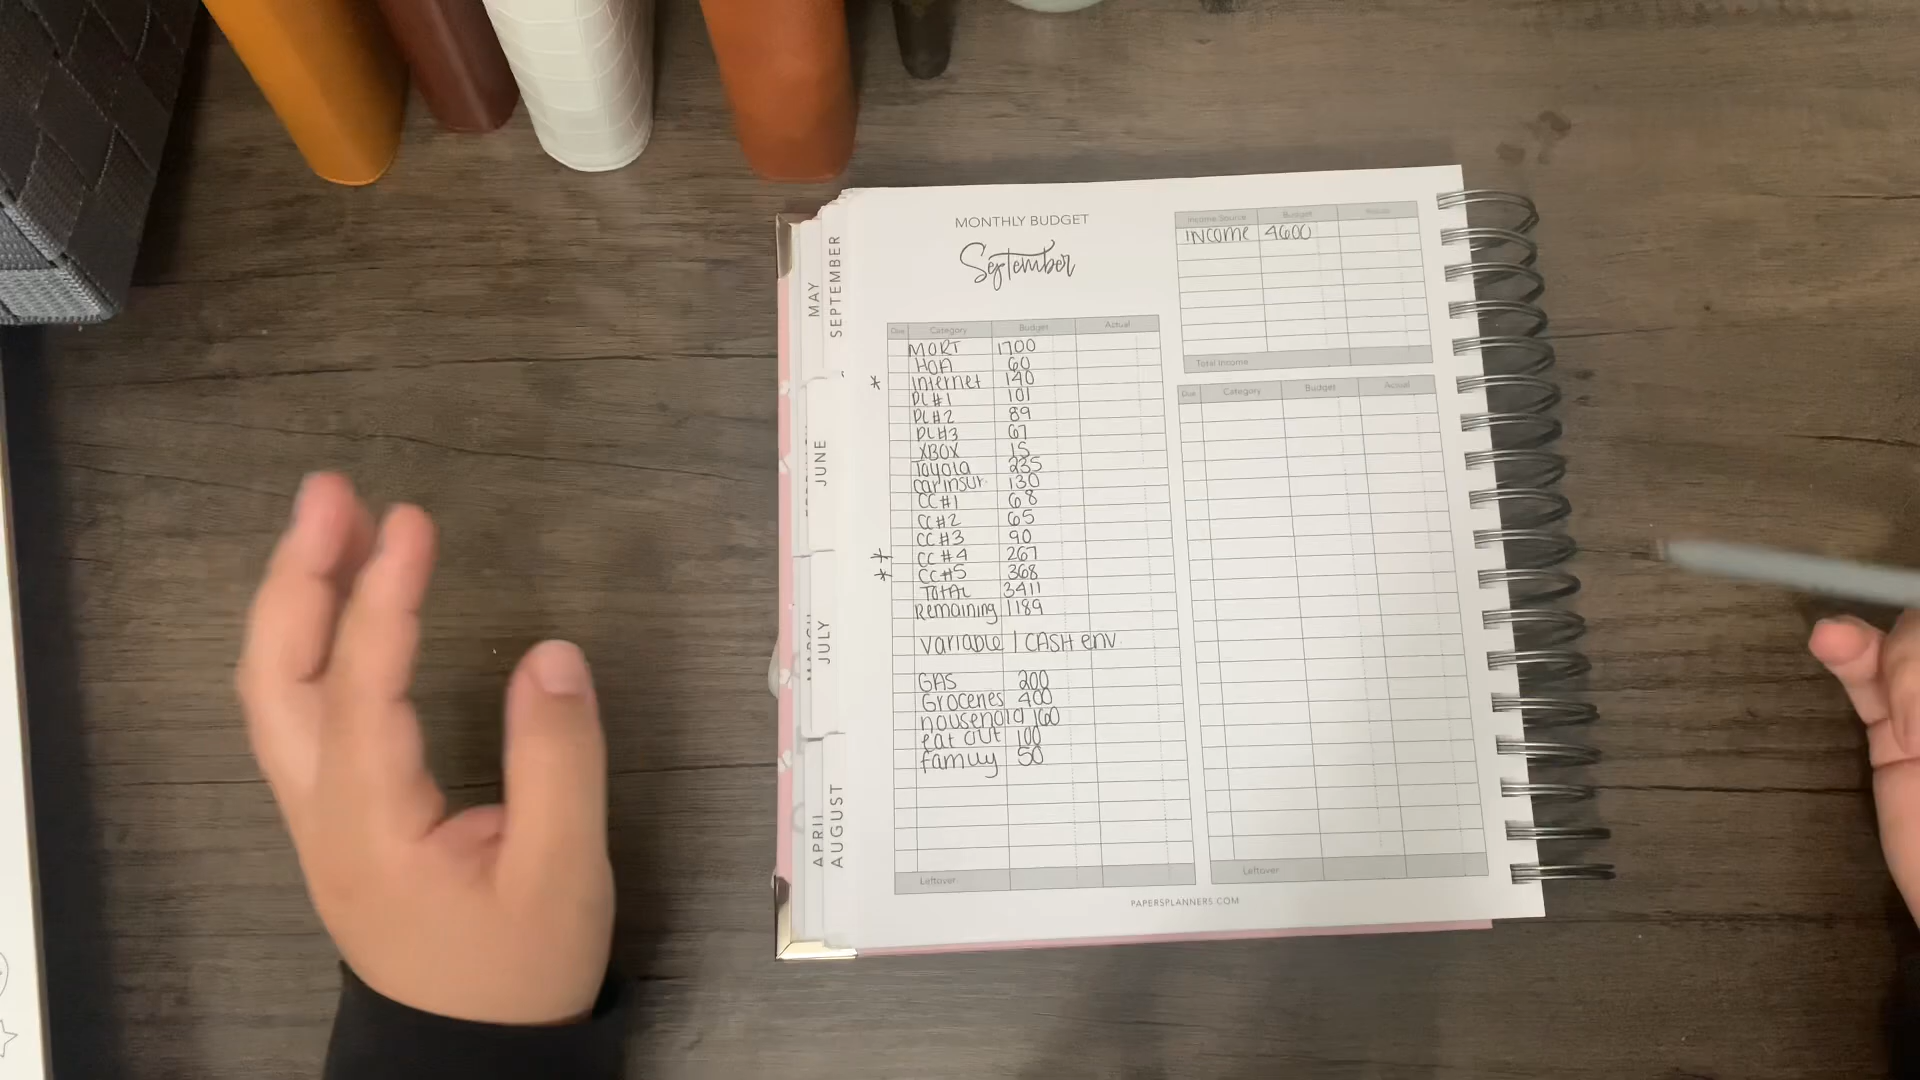 MONTHLY BUDGET
September
Due Category Budget Actual
MORT 1700
HOA 60
* Internet 140
PL#1 101
PL#2 89
PL#3 67
XBOX 15
Toyota 235
car insur. 130
CC#1 68
CC#2 65
CC#3 90
* CC#4 267
* CC#5 368
TOTAL 3411
Remaining 1189
variable / CASH env.
GAS 200
Groceries 400
household 160
eat out 100
family 50
Leftover
Income Source Budget Actual
INCOME 4600
Total Income
Due Category Budget Actual
Leftover
PAPERSPLANNERS.COM
MAY
SEPTEMBER
JUNE
JULY
APRIL
AUGUST